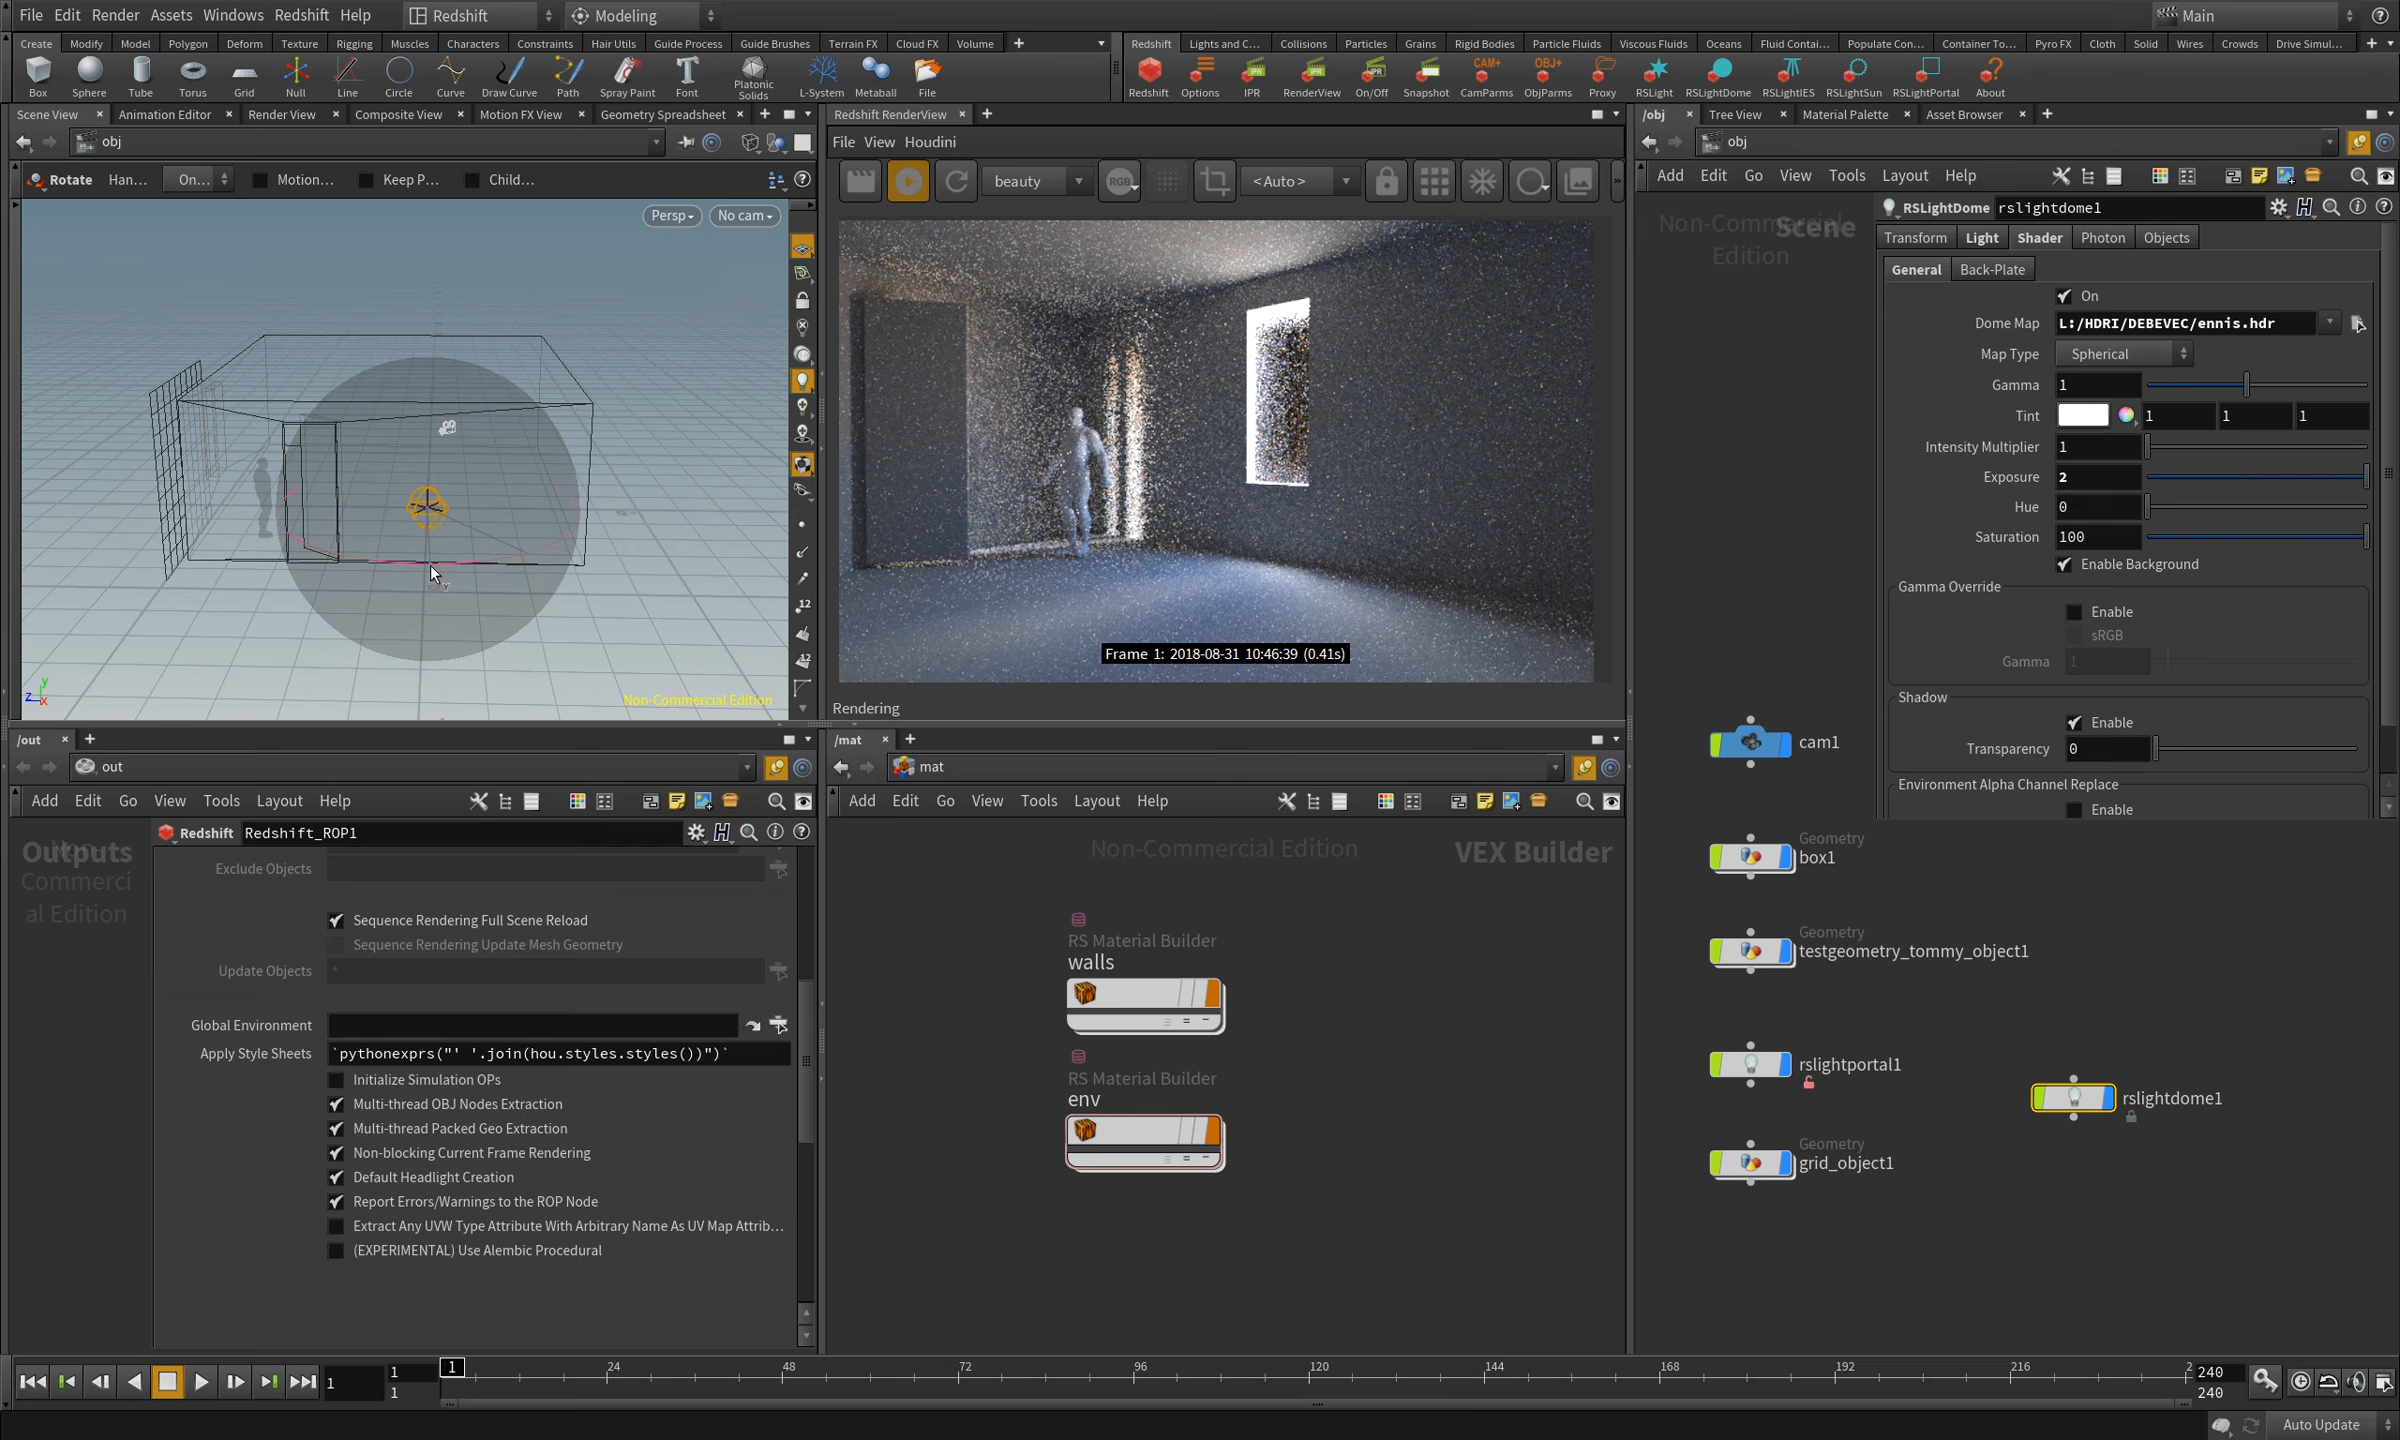 File Edit Render Assets Windows Redshift Help Redshift Modeling Main
Create Modify Model Polygon Deform Texture Rigging Muscles Characters Constraints Hair Utils Guide Process Guide Brushes Terrain FX Cloud FX Volume
Box Sphere Tube Torus Grid Null Line Circle Curve Draw Curve Path Spray Paint Font Platonic Solids L-System Metaball File
Redshift Lights and C... Collisions Particles Grains Rigid Bodies Particle Fluids Viscous Fluids Oceans Fluid Contai... Populate Con... Container To... Pyro FX Cloth Solid Wires Crowds Drive Simul...
Redshift Options IPR RenderView On/Off Snapshot CamParms ObjParms Proxy RSLight RSLightDome RSLightIES RSLightSun RSLightPortal About
Scene View Animation Editor Render View Composite View Motion FX View Geometry Spreadsheet
obj
Rotate Han... On... Motion... Keep P... Child...
Persp No cam
Non-Commercial Edition
Redshift RenderView
File View Houdini
beauty RGB <Auto>
Frame 1: 2018-08-31 10:46:39 (0.41s)
Rendering
/obj Tree View Material Palette Asset Browser
obj
Add Edit Go View Tools Layout Help
Non-Commercial Edition
Scene
RSLightDome rslightdome1
Transform Light Shader Photon Objects
General Back-Plate
On
Dome Map L:/HDRI/DEBEVEC/ennis.hdr
Map Type Spherical
Gamma 1
Tint 1 1 1
Intensity Multiplier 1
Exposure 2
Hue 0
Saturation 100
Enable Background
Gamma Override
Enable
sRGB
Gamma 1
Shadow
Enable
Transparency 0
Environment Alpha Channel Replace
Enable
cam1
Geometry
box1
Geometry
testgeometry_tommy_object1
rslightportal1
rslightdome1
Geometry
grid_object1
/out
out
Add Edit Go View Tools Layout Help
Outputs
Non-Commercial Edition
Redshift Redshift_ROP1
Exclude Objects
Sequence Rendering Full Scene Reload
Sequence Rendering Update Mesh Geometry
Update Objects *
Global Environment
Apply Style Sheets `pythonexprs("' '.join(hou.styles.styles())")`
Initialize Simulation OPs
Multi-thread OBJ Nodes Extraction
Multi-thread Packed Geo Extraction
Non-blocking Current Frame Rendering
Default Headlight Creation
Report Errors/Warnings to the ROP Node
Extract Any UVW Type Attribute With Arbitrary Name As UV Map Attrib...
(EXPERIMENTAL) Use Alembic Procedural
/mat
mat
Add Edit Go View Tools Layout Help
Non-Commercial Edition
VEX Builder
RS Material Builder
walls
RS Material Builder
env
1 1 1 1 24 48 72 96 120 144 168 192 216 2 240 240
Auto Update